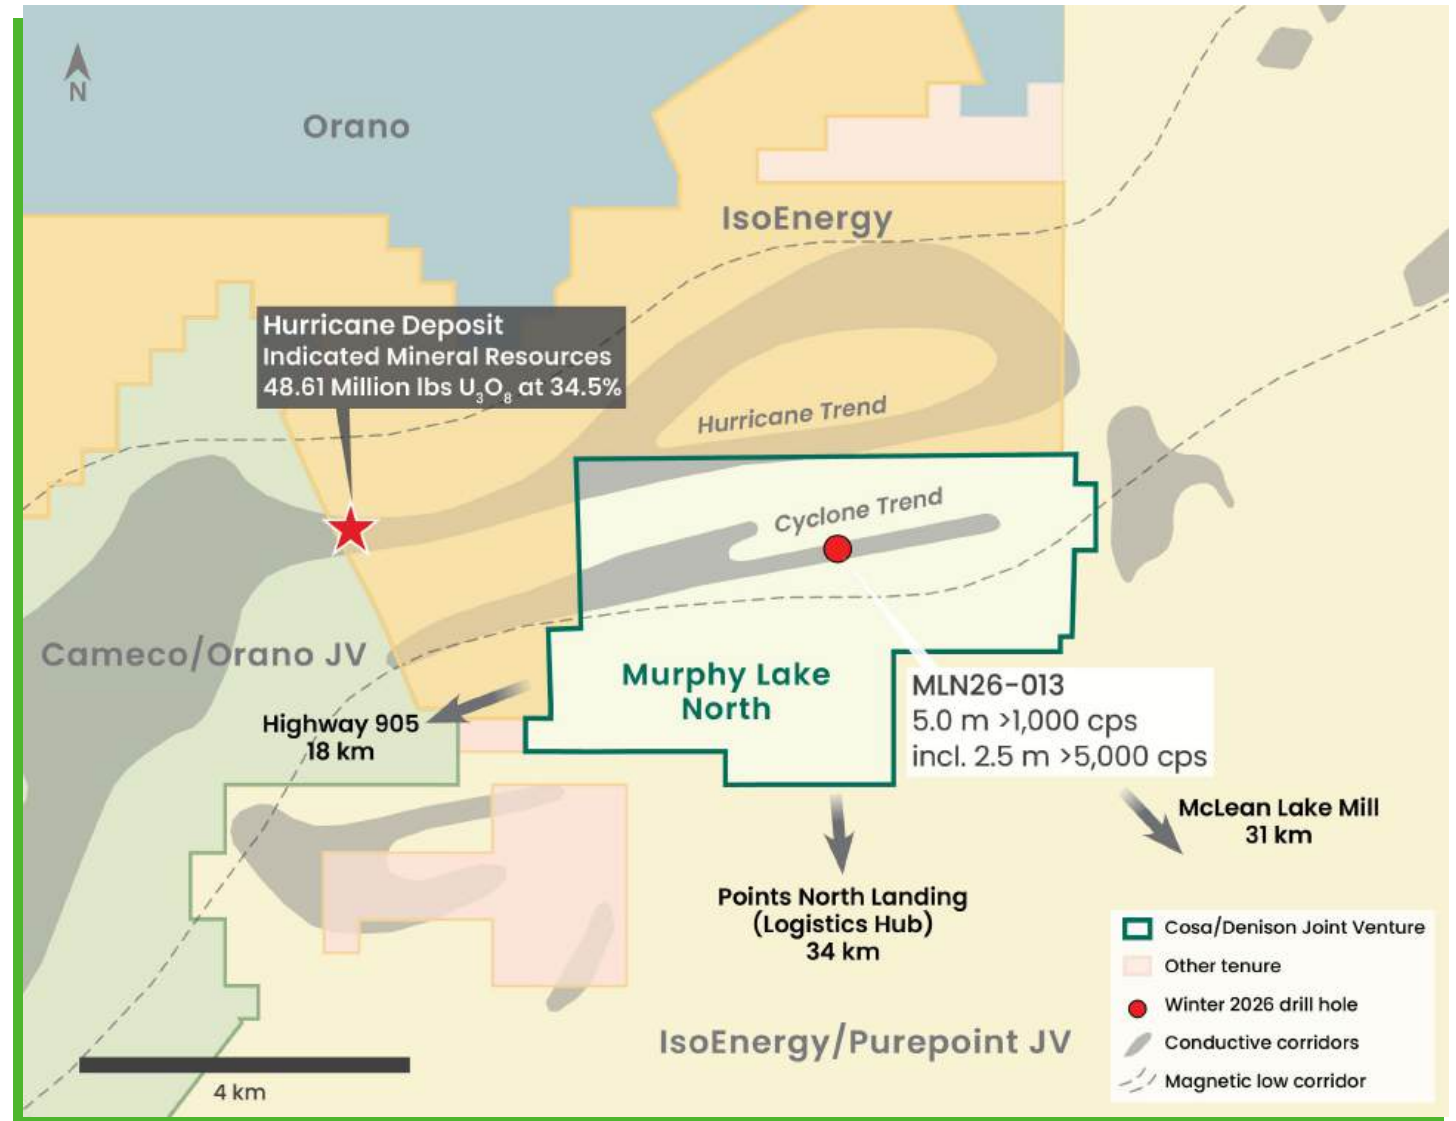 N
Orano
IsoEnergy
Hurricane Deposit
Indicated Mineral Resources
48.61 Million lbs U₃O₈ at 34.5%
Hurricane Trend
Cyclone Trend
Cameco/Orano JV
Murphy Lake
North
Highway 905
18 km
MLN26-013
5.0 m >1,000 cps
incl. 2.5 m >5,000 cps
McLean Lake Mill
31 km
Points North Landing
(Logistics Hub)
34 km
IsoEnergy/Purepoint JV
4 km
Cosa/Denison Joint Venture
Other tenure
Winter 2026 drill hole
Conductive corridors
Magnetic low corridor